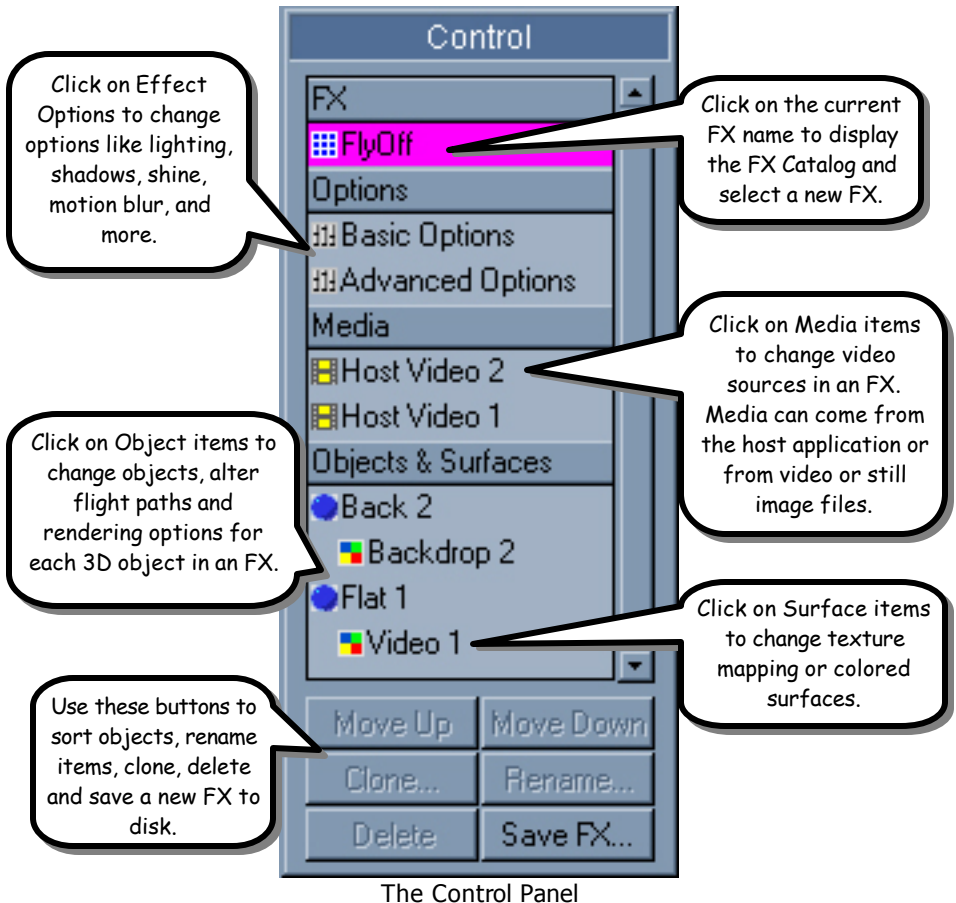 Control
Click on Effect
Options to change
options like lighting,
shadows, shine,
motion blur, and
more.
FX
FlyOff
Click on the current
FX name to display
the FX Catalog and
select a new FX.
Options
Basic Options
Advanced Options
Media
Host Video 2
Host Video 1
Click on Media items
to change video
sources in an FX.
Media can come from
the host application or
from video or still
image files.
Click on Object items to
change objects, alter
flight paths and
rendering options for
each 3D object in an FX.
Objects & Surfaces
Back 2
Backdrop 2
Flat 1
Video 1
Click on Surface items
to change texture
mapping or colored
surfaces.
Use these buttons to
sort objects, rename
items, clone, delete
and save a new FX to
disk.
Move Up Move Down
Clone... Rename...
Delete Save FX...
The Control Panel